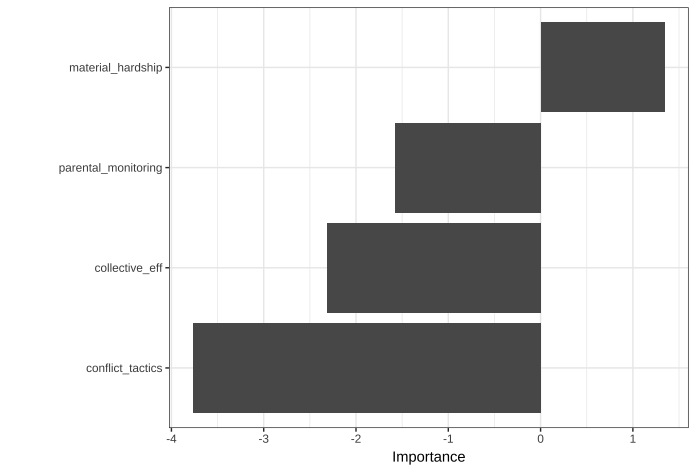 material_hardship
parental_monitoring
collective_eff
conflict_tactics
-4 -3 -2 -1 0 1
Importance